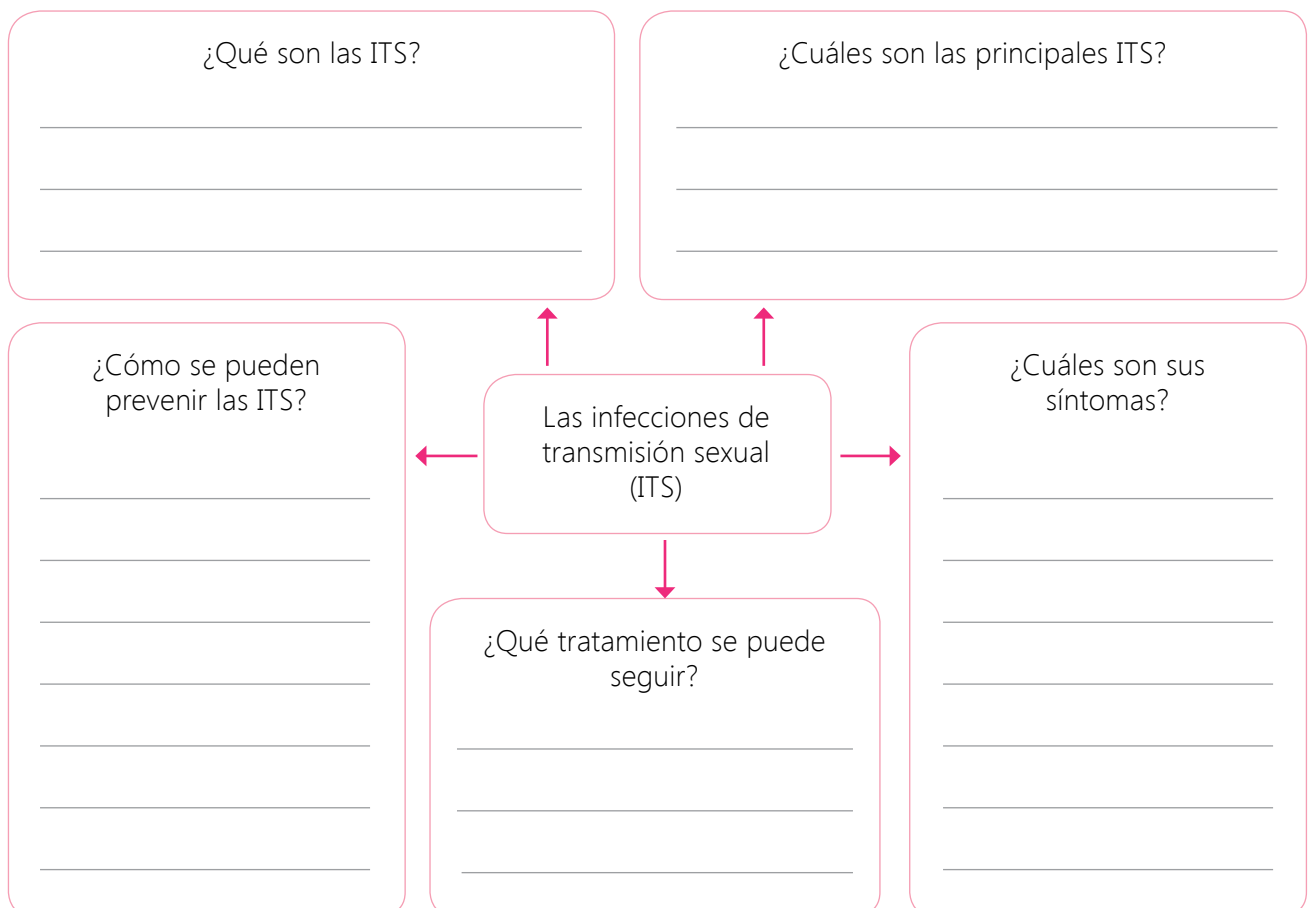 ¿Qué son las ITS?
¿Cuáles son las principales ITS?
¿Cómo se pueden
prevenir las ITS?
Las infecciones de
transmisión sexual
(ITS)
¿Cuáles son sus
síntomas?
¿Qué tratamiento se puede
seguir?